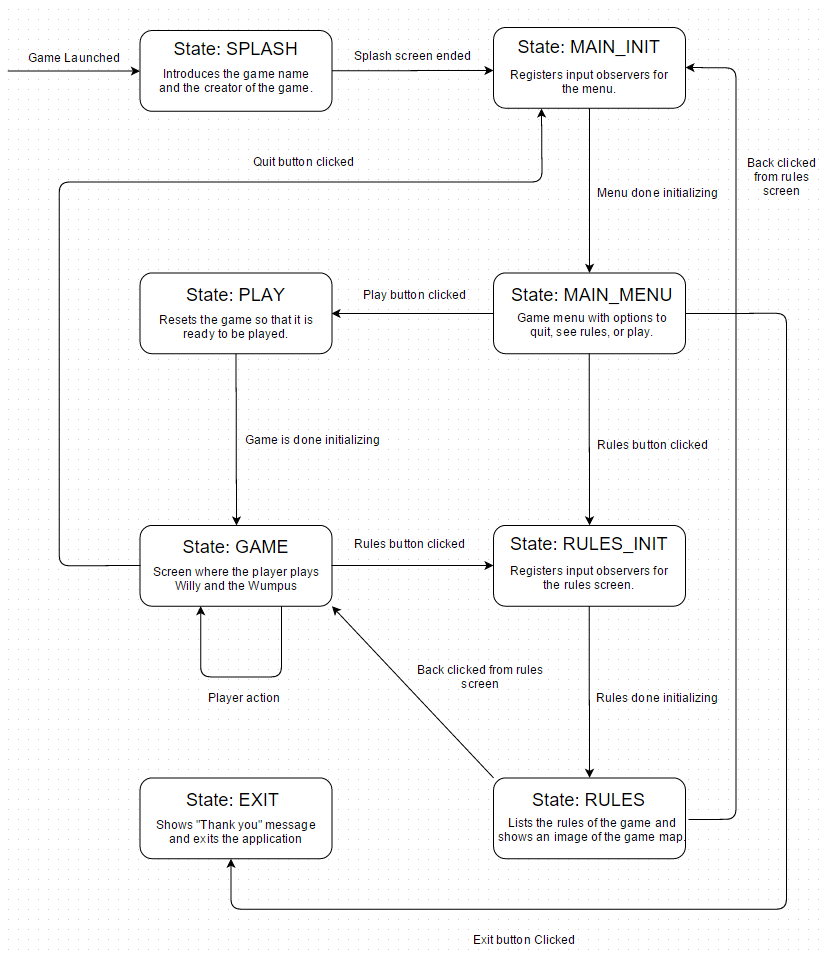 Game Launched
State: SPLASH
Introduces the game name
and the creator of the game.
Splash screen ended
State: MAIN_INIT
Registers input observers for
the menu.
Quit button clicked
Back clicked
from rules
screen
Menu done initializing
State: PLAY
Resets the game so that it is
ready to be played.
Play button clicked
State: MAIN_MENU
Game menu with options to
quit, see rules, or play.
Game is done initializing
Rules button clicked
State: GAME
Screen where the player plays
Willy and the Wumpus
Rules button clicked
State: RULES_INIT
Registers input observers for
the rules screen.
Back clicked from rules
screen
Player action
Rules done initializing
State: EXIT
Shows "Thank you" message
and exits the application
State: RULES
Lists the rules of the game and
shows an image of the game map.
Exit button Clicked